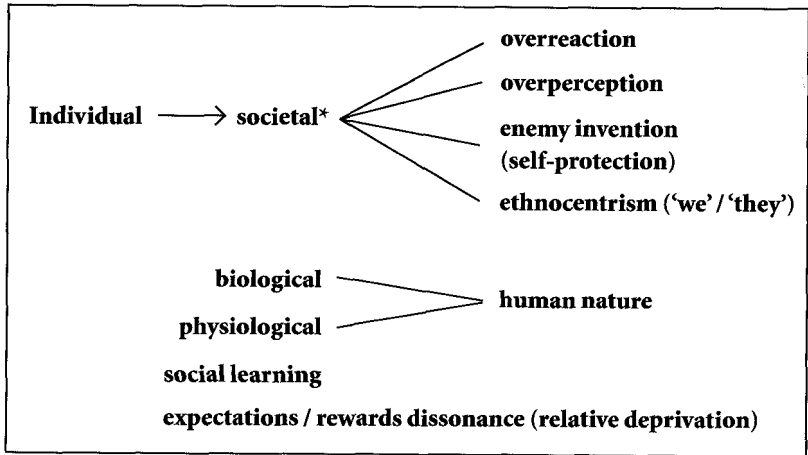 overreaction
overperception
Individual
societal*
enemy invention
(self-protection)
ethnocentrism (‘we’ / ‘they’)
biological
human nature
physiological
social learning
expectations / rewards dissonance (relative deprivation)